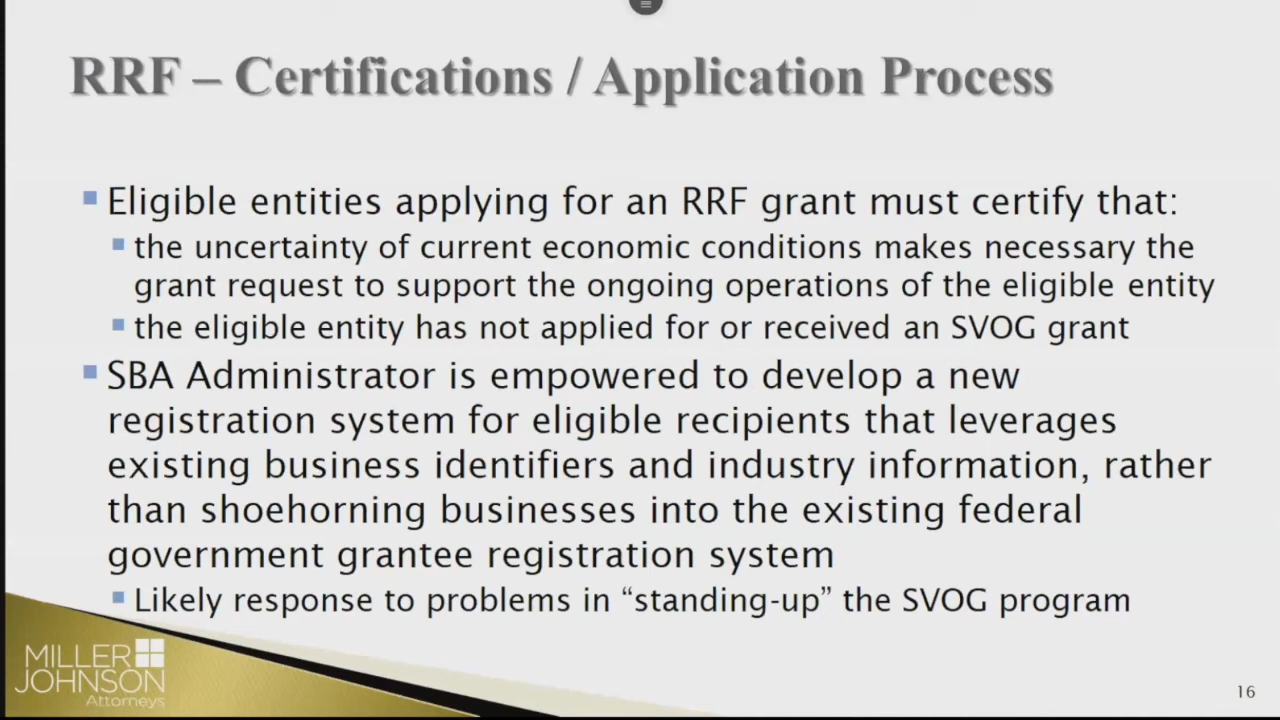 RRF – Certifications / Application Process
Eligible entities applying for an RRF grant must certify that:
the uncertainty of current economic conditions makes necessary the
grant request to support the ongoing operations of the eligible entity
the eligible entity has not applied for or received an SVOG grant
SBA Administrator is empowered to develop a new
registration system for eligible recipients that leverages
existing business identifiers and industry information, rather
than shoehorning businesses into the existing federal
government grantee registration system
Likely response to problems in “standing-up” the SVOG program
MILLER
JOHNSON
Attorneys
16